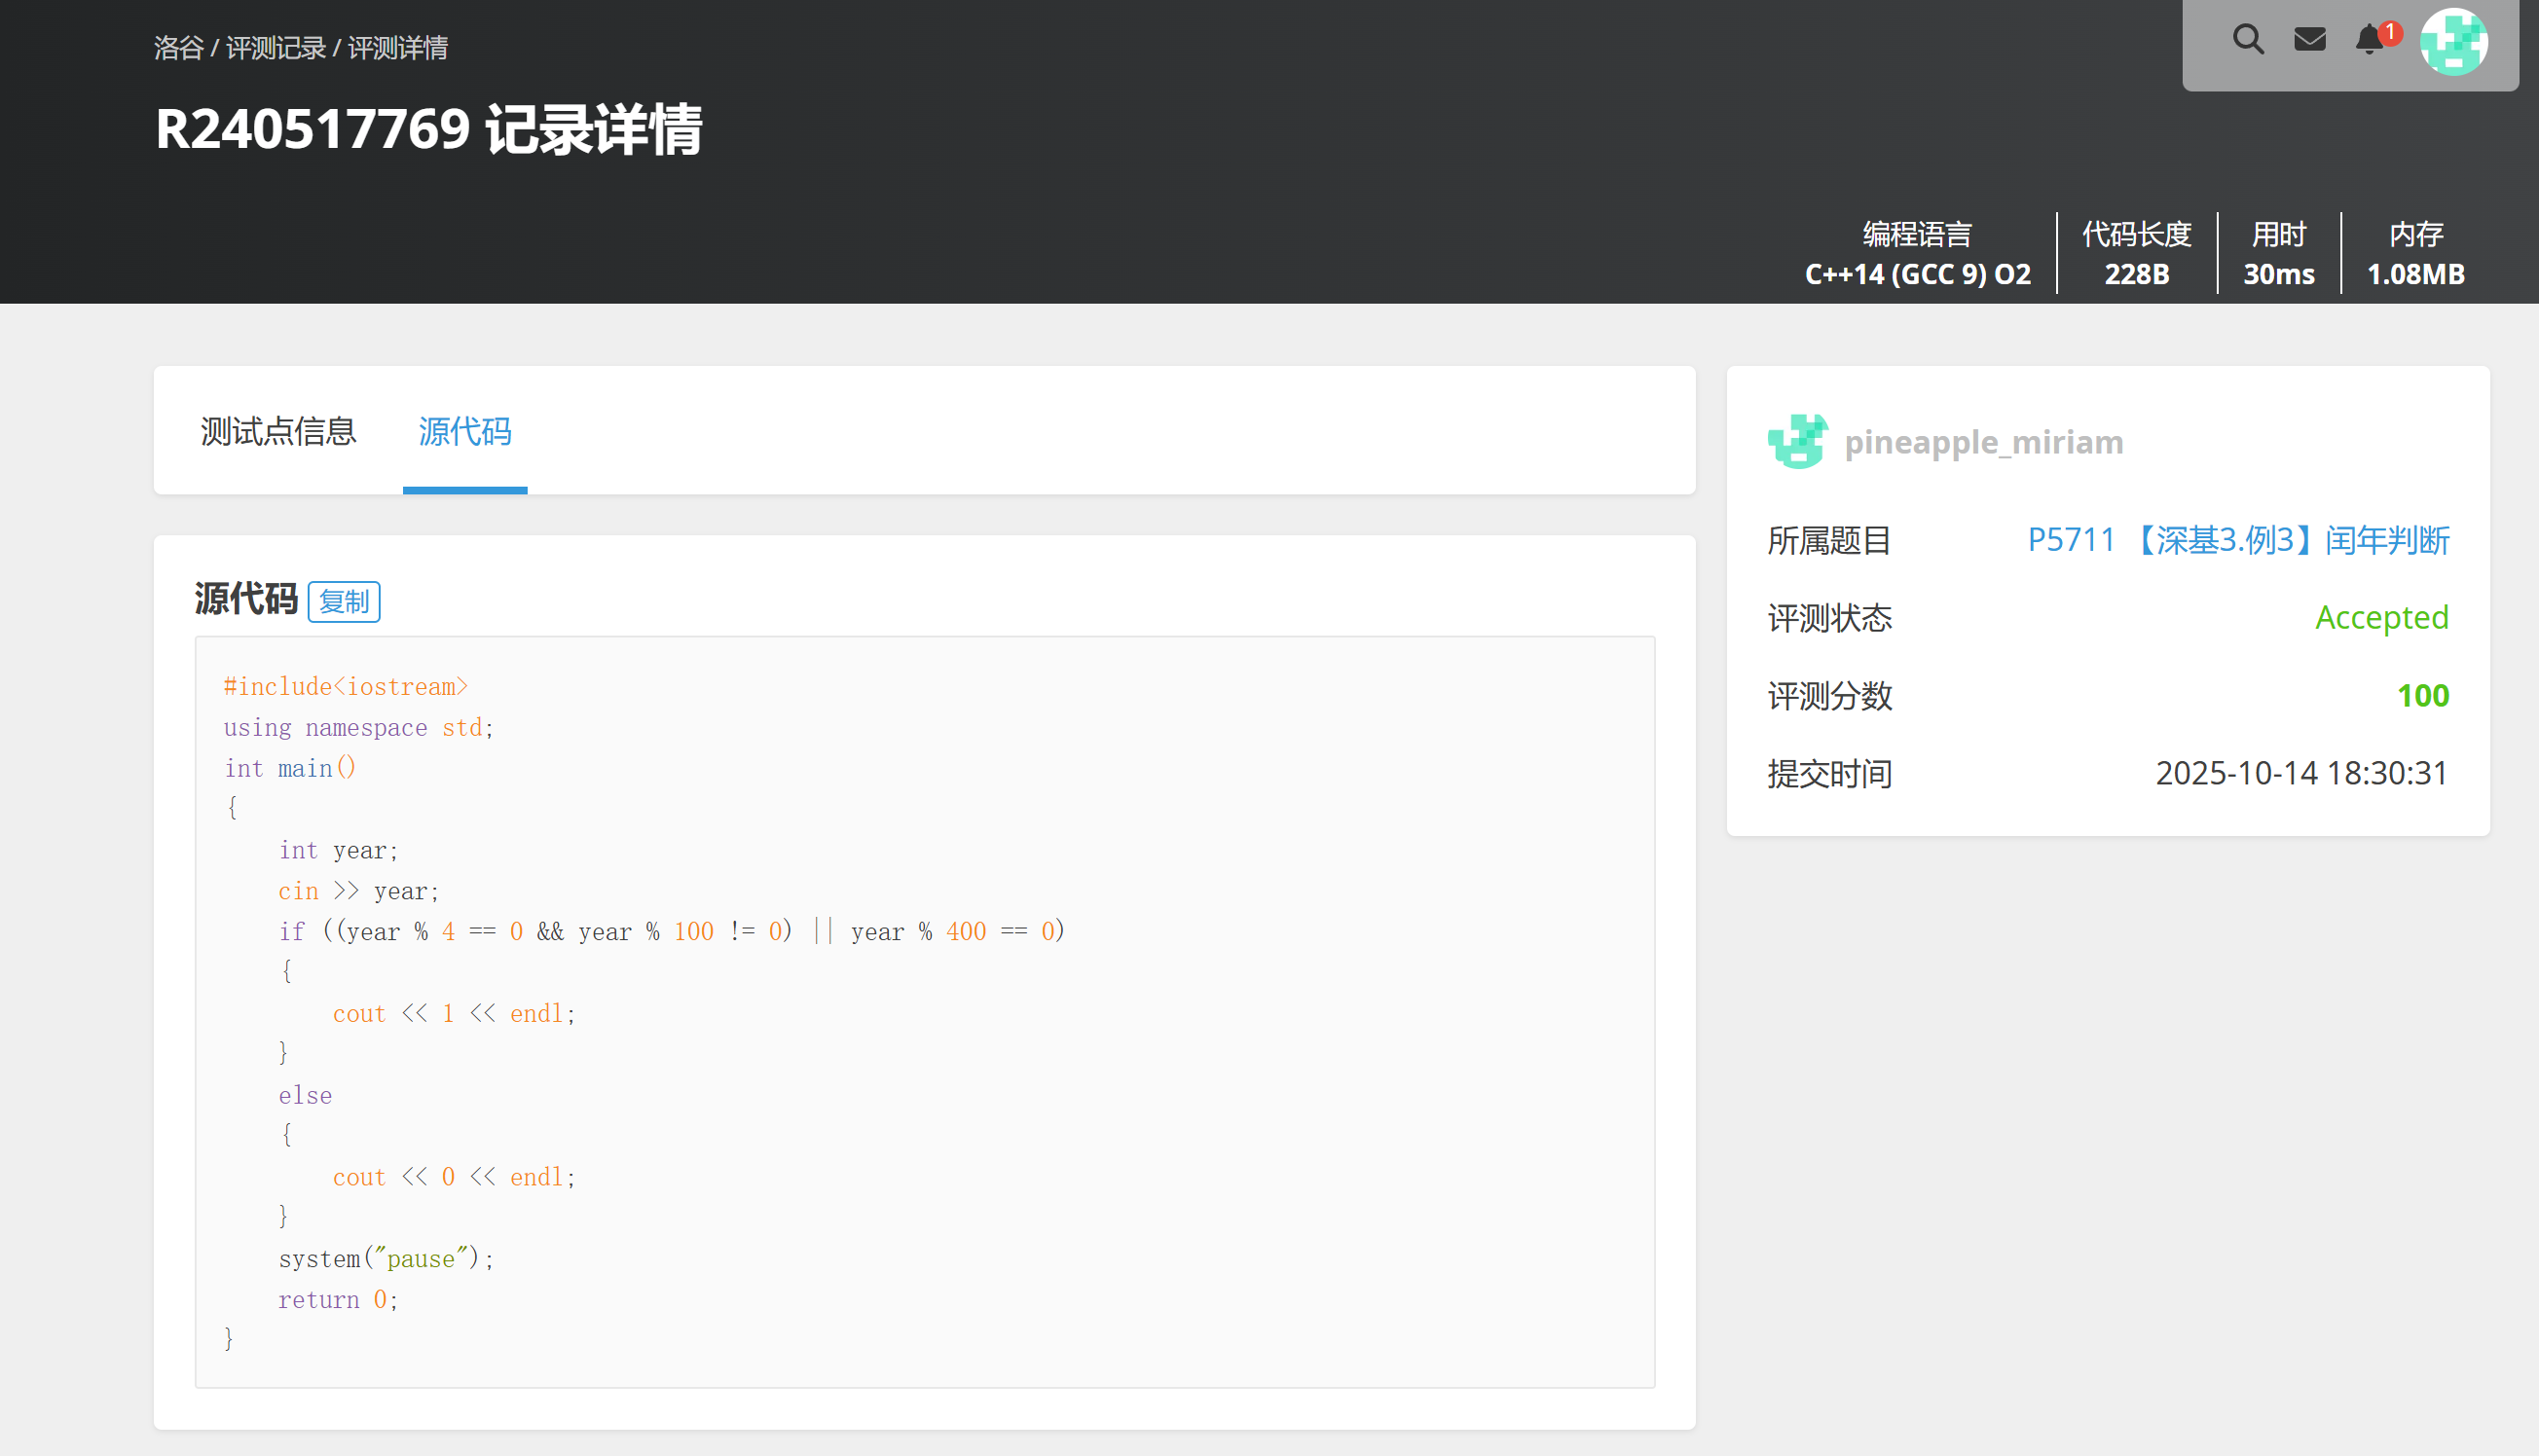 洛谷 / 评测记录 / 评测详情
1
R240517769 记录详情
编程语言 代码长度 用时 内存
C++14 (GCC 9) O2 228B 30ms 1.08MB
测试点信息 源代码
源代码 复制
#include<iostream>
using namespace std;
int main()
{
    int year;
    cin >> year;
    if ((year % 4 == 0 && year % 100 != 0) || year % 400 == 0)
    {
        cout << 1 << endl;
    }
    else
    {
        cout << 0 << endl;
    }
    system("pause");
    return 0;
}
pineapple_miriam
所属题目 P5711 【深基3.例3】闰年判断
评测状态 Accepted
评测分数 100
提交时间 2025-10-14 18:30:31